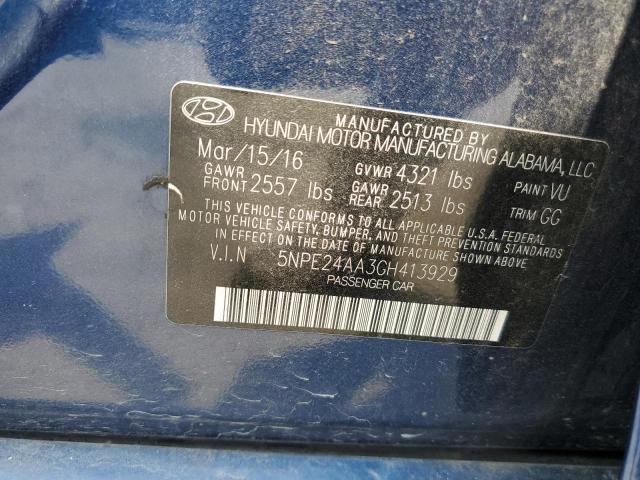 MANUFACTURED BY
HYUNDAI MOTOR MANUFACTURING ALABAMA, LLC
Mar/15/16 GVWR 4321 lbs PAINT VU
GAWR FRONT 2557 lbs GAWR REAR 2513 lbs TRIM GG
THIS VEHICLE CONFORMS TO ALL APPLICABLE U.S.A. FEDERAL
MOTOR VEHICLE SAFETY, BUMPER, AND THEFT PREVENTION STANDARDS
IN EFFECT ON THE DATE OF MANUFACTURE SHOWN ABOVE.
V.I.N 5NPE24AA3GH413929
PASSENGER CAR